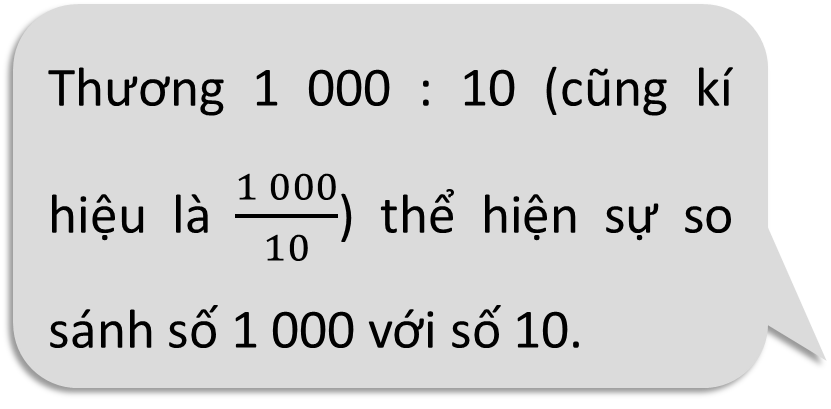 Thương 1 000 : 10 (cũng kí
hiệu là \frac{1 000}{10}) thể hiện sự so
sánh số 1 000 với số 10.